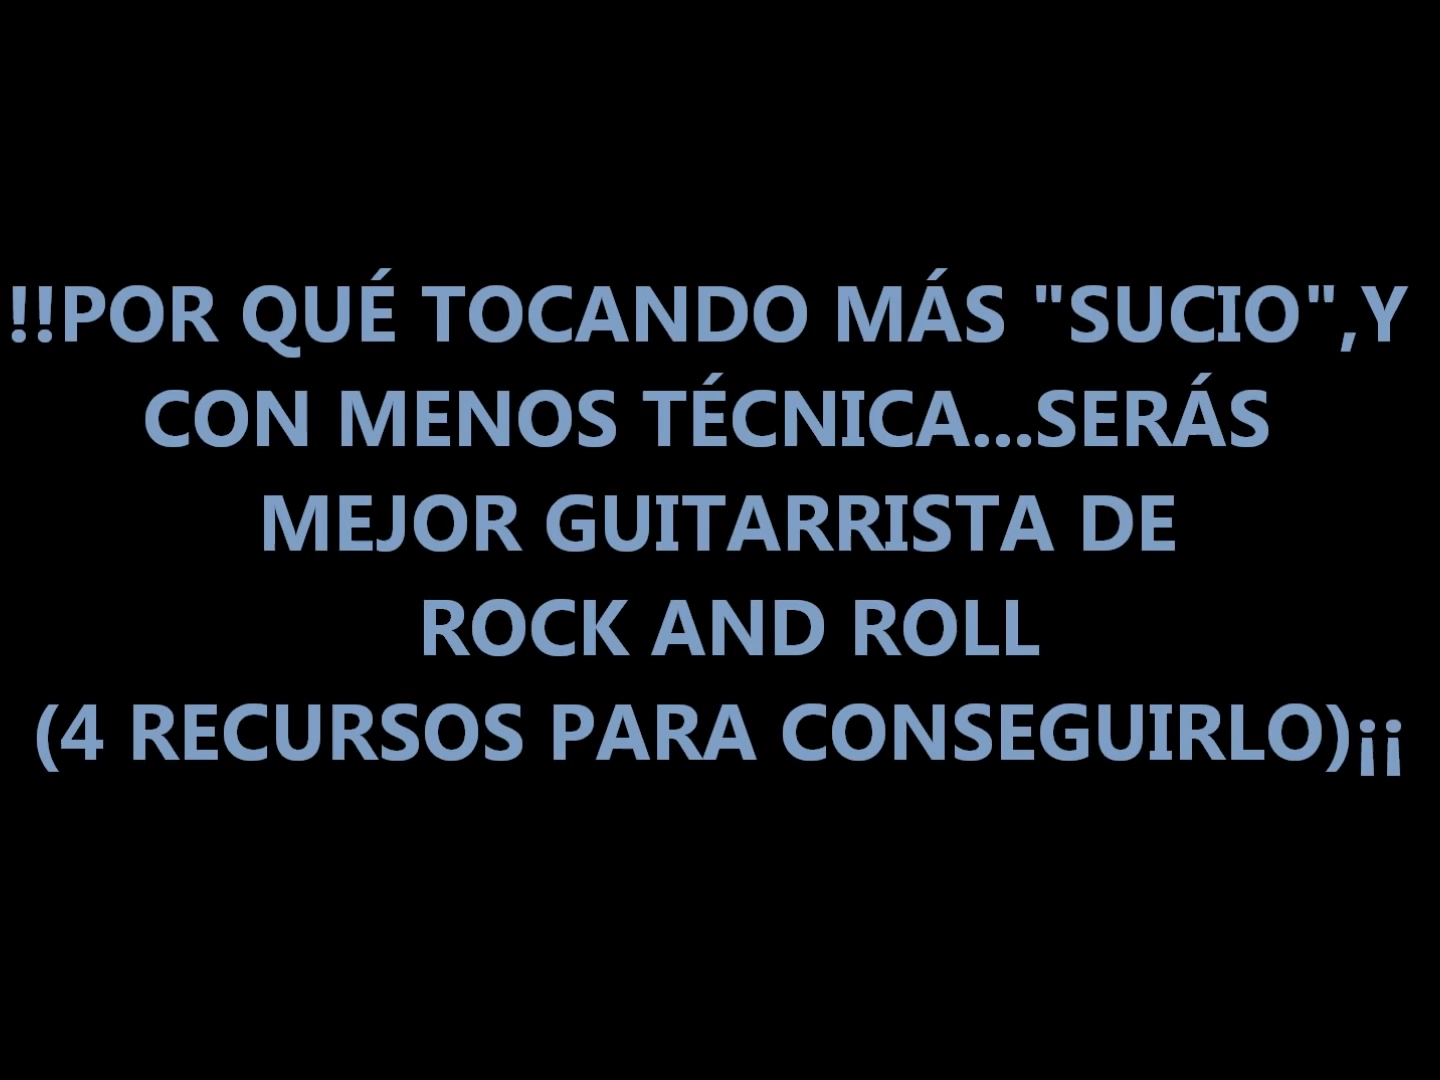 !!POR QUÉ TOCANDO MÁS "SUCIO",Y
CON MENOS TÉCNICA...SERÁS
MEJOR GUITARRISTA DE
ROCK AND ROLL
(4 RECURSOS PARA CONSEGUIRLO)¡¡